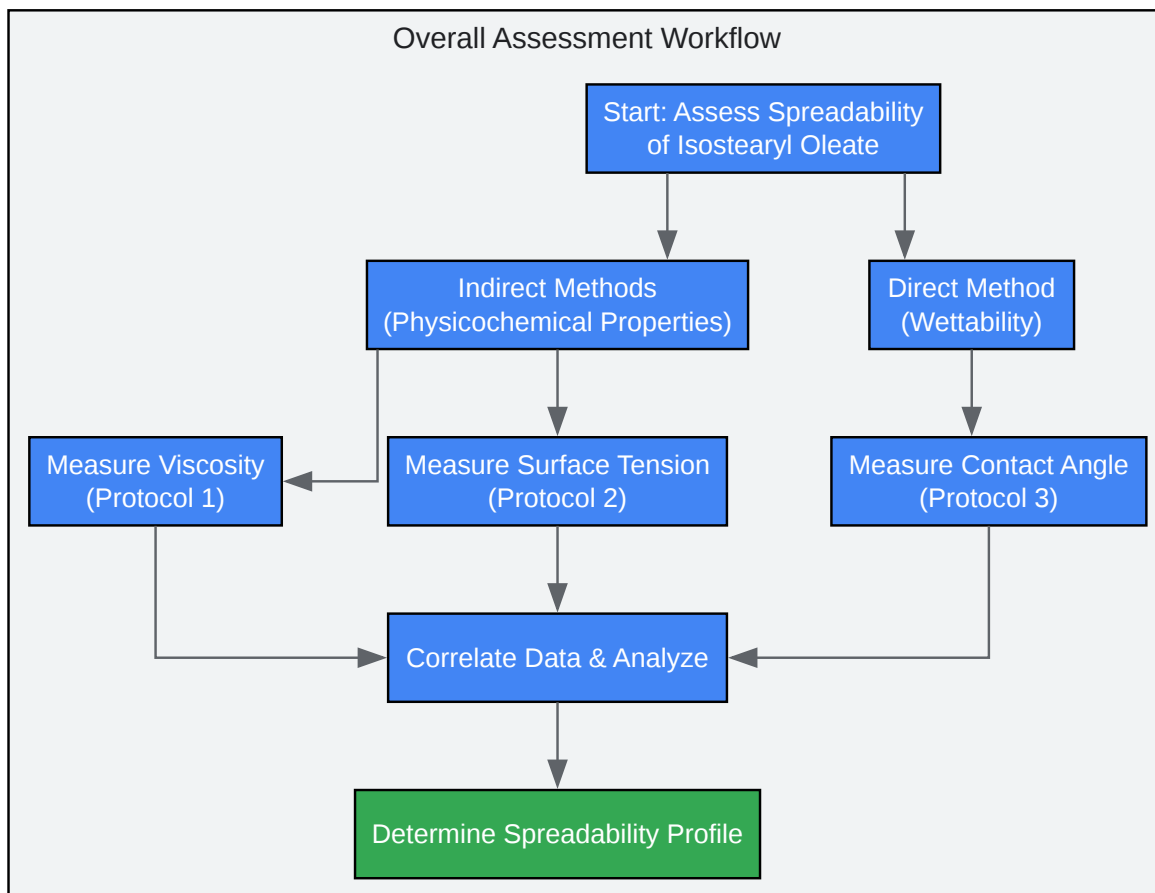 Overall Assessment Workflow
Start: Assess Spreadability
of Isostearyl Oleate
Indirect Methods
(Physicochemical Properties)
Direct Method
(Wettability)
Measure Viscosity
(Protocol 1)
Measure Surface Tension
(Protocol 2)
Measure Contact Angle
(Protocol 3)
Correlate Data & Analyze
Determine Spreadability Profile